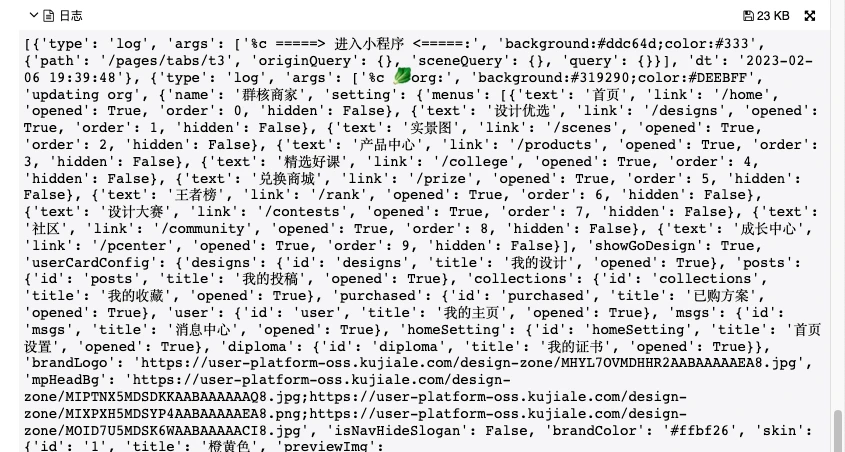 日志
23 KB
[{'type': 'log', 'args': ['%c =====> 进入小程序 <=====:', 'background:#ddc64d;color:#333',
{'path': '/pages/tabs/t3', 'originQuery': {}, 'sceneQuery': {}, 'query': {}}], 'dt': '2023-02-
06 19:39:48'}, {'type': 'log', 'args': ['%c 🥬org:', 'background:#319290;color:#DEEBFF',
'updating org', {'name': '群核商家', 'setting': {'menus': [{'text': '首页', 'link': '/home',
'opened': True, 'order': 0, 'hidden': False}, {'text': '设计优选', 'link': '/designs', 'opened':
True, 'order': 1, 'hidden': False}, {'text': '实景图', 'link': '/scenes', 'opened': True,
'order': 2, 'hidden': False}, {'text': '产品中心', 'link': '/products', 'opened': True, 'order':
3, 'hidden': False}, {'text': '精选好课', 'link': '/college', 'opened': True, 'order': 4,
'hidden': False}, {'text': '兑换商城', 'link': '/prize', 'opened': True, 'order': 5, 'hidden':
False}, {'text': '王者榜', 'link': '/rank', 'opened': True, 'order': 6, 'hidden': False},
{'text': '设计大赛', 'link': '/contests', 'opened': True, 'order': 7, 'hidden': False}, {'text':
'社区', 'link': '/community', 'opened': True, 'order': 8, 'hidden': False}, {'text': '成长中心',
'link': '/pcenter', 'opened': True, 'order': 9, 'hidden': False}], 'showGoDesign': True,
'userCardConfig': {'designs': {'id': 'designs', 'title': '我的设计', 'opened': True}, 'posts':
{'id': 'posts', 'title': '我的投稿', 'opened': True}, 'collections': {'id': 'collections',
'title': '我的收藏', 'opened': True}, 'purchased': {'id': 'purchased', 'title': '已购方案',
'opened': True}, 'user': {'id': 'user', 'title': '我的主页', 'opened': True}, 'msgs': {'id':
'msgs', 'title': '消息中心', 'opened': True}, 'homeSetting': {'id': 'homeSetting', 'title': '首页
设置', 'opened': True}, 'diploma': {'id': 'diploma', 'title': '我的证书', 'opened': True}},
'brandLogo': 'https://user-platform-oss.kujiale.com/design-zone/MHYL7OVMDHHR2AABAAAAAEA8.jpg',
'mpHeadBg': 'https://user-platform-oss.kujiale.com/design-
zone/MIPTNX5MDSDKKAABAAAAAAQ8.jpg;https://user-platform-oss.kujiale.com/design-
zone/MIXPXH5MDSYP4AABAAAAAEA8.png;https://user-platform-oss.kujiale.com/design-
zone/MOID7U5MDSK6WAABAAAAACI8.jpg', 'isNavHideSlogan': False, 'brandColor': '#ffbf26', 'skin':
{'id': '1', 'title': '橙黄色', 'previewImg':